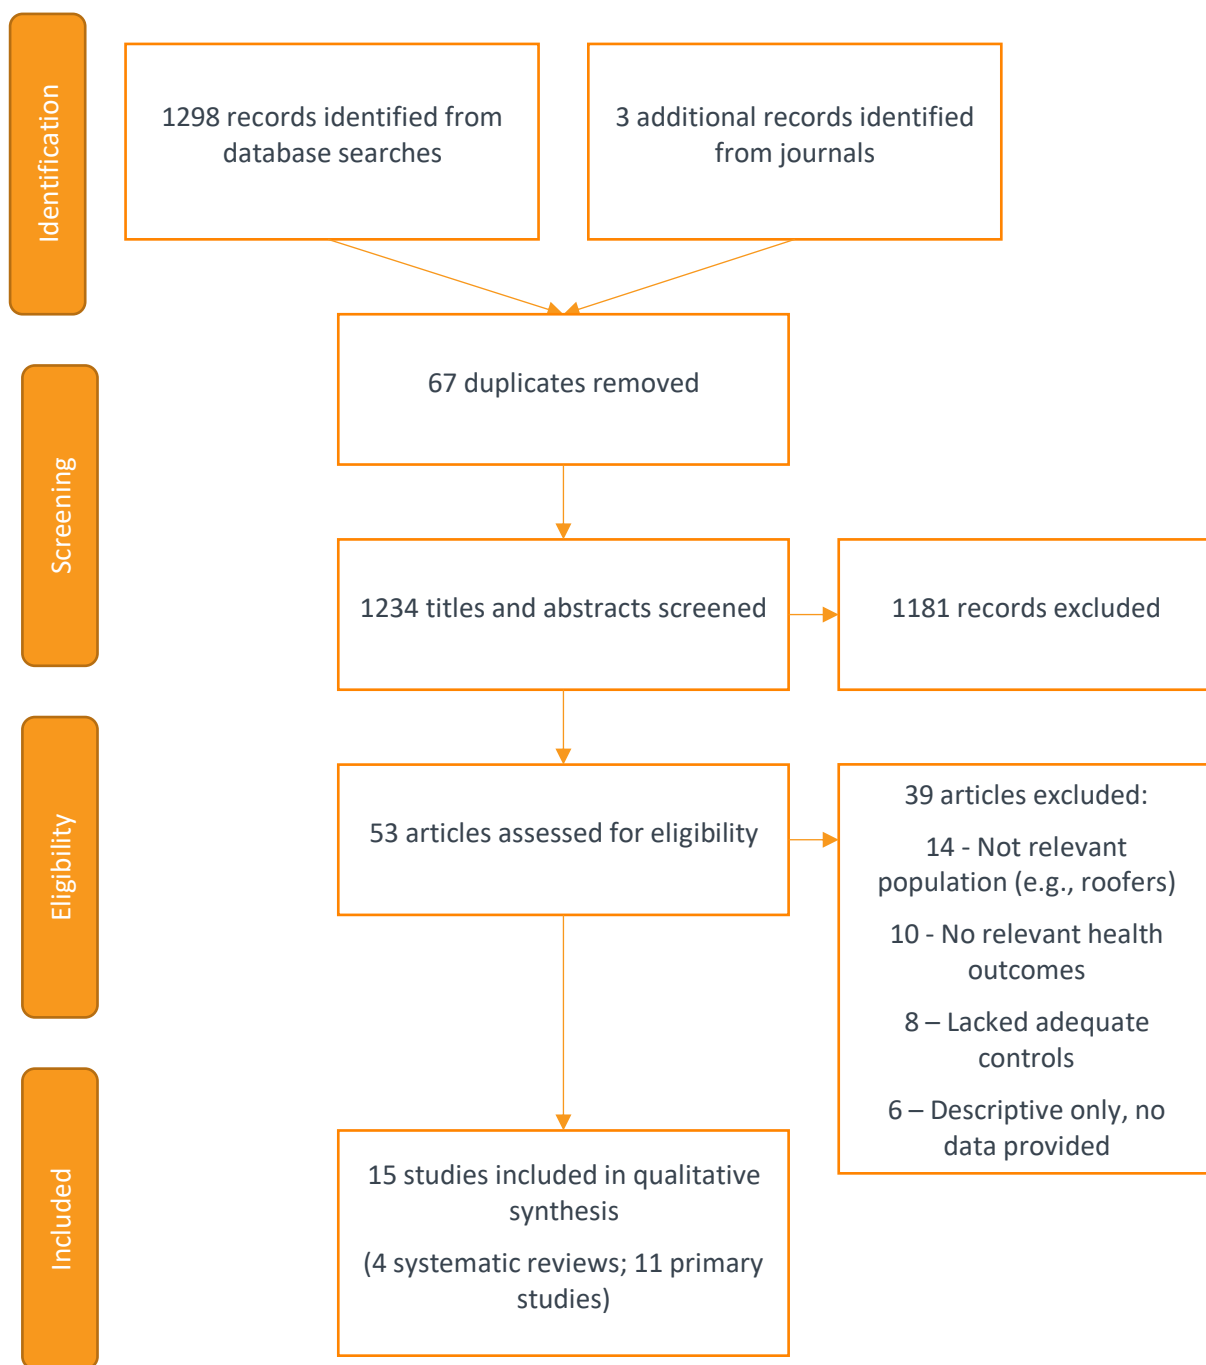 Identification
1298 records identified from
database searches
3 additional records identified
from journals
67 duplicates removed
Screening
1234 titles and abstracts screened
1181 records excluded
Eligibility
53 articles assessed for eligibility
39 articles excluded:
14 - Not relevant
population (e.g., roofers)
10 - No relevant health
outcomes
8 – Lacked adequate
controls
6 – Descriptive only, no
data provided
Included
15 studies included in qualitative
synthesis
(4 systematic reviews; 11 primary
studies)